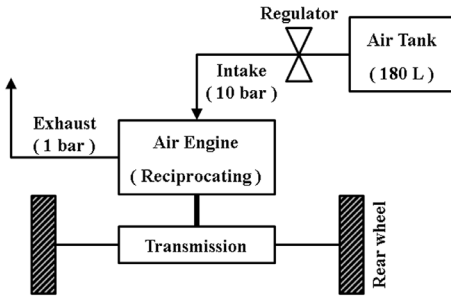 Regulator
Air Tank
( 180 L )
Intake
( 10 bar )
Exhaust
( 1 bar )
Air Engine
( Reciprocating )
Transmission
Rear wheel